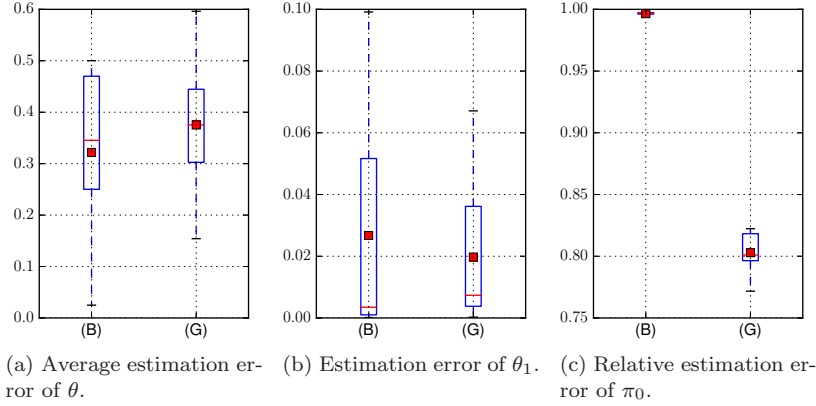 0.6
0.5
0.4
0.3
0.2
0.1
0.0
(B) (G)
0.10
0.08
0.06
0.04
0.02
0.00
(B) (G)
1.00
0.95
0.90
0.85
0.80
0.75
(B) (G)
(a) Average estimation er-
ror of θ.
(b) Estimation error of θ₁.
(c) Relative estimation er-
ror of π₀.